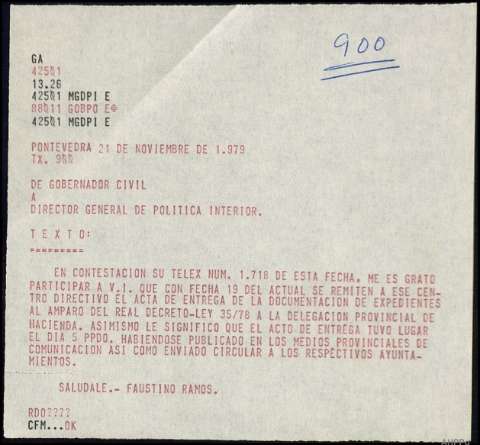 900
GA
42501
13.26
42501 MGDPI E
88011 GOBPO E
42501 MGDPI E
PONTEVEDRA 21 DE NOVIEMBRE DE 1.979
TX. 900
DE GOBERNADOR CIVIL
A
DIRECTOR GENERAL DE POLITICA INTERIOR.
T E X T O:
=========
EN CONTESTACION SU TELEX NUM. 1.718 DE ESTA FECHA, ME ES GRATO
PARTICIPAR A V.I. QUE CON FECHA 19 DEL ACTUAL SE REMITEN A ESE CEN-
TRO DIRECTIVO EL ACTA DE ENTREGA DE LA DOCUMENTACION DE EXPEDIENTES
AL AMPARO DEL REAL DECRETO-LEY 35/78 A LA DELEGACION PROVINCIAL DE
HACIENDA. ASIMISMO LE SIGNIFICO QUE EL ACTO DE ENTREGA TUVO LUGAR
EL DIA 5 PPDO. HABIENDOSE PUBLICADO EN LOS MEDIOS PROVINCIALES DE
COMUNICACION ASI COMO ENVIADO CIRCULAR A LOS RESPECTIVOS AYUNTA-
MIENTOS.
SALUDALE.- FAUSTINO RAMOS.
RDO????
CFM...OK